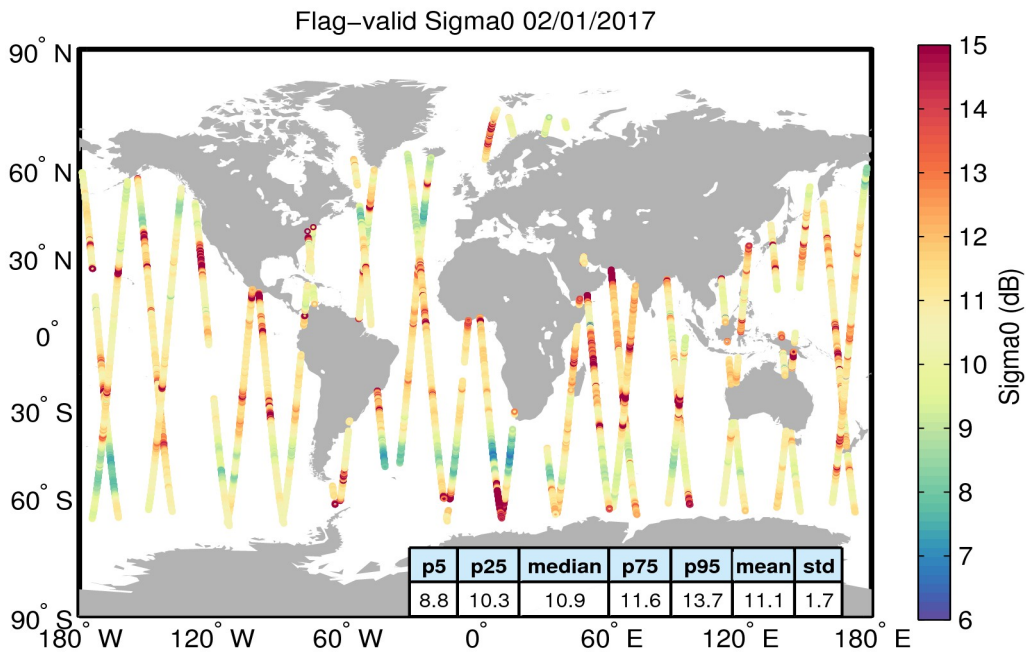 Flag−valid Sigma0 02/01/2017
90° N
60° N
30° N
0°
30° S
60° S
90° S
180° W
120° W
60° W
0°
60° E
120° E
180° E
p5 p25 median p75 p95 mean std
8.8 10.3 10.9 11.6 13.7 11.1 1.7
15
14
13
12
11
10
9
8
7
6
Sigma0 (dB)